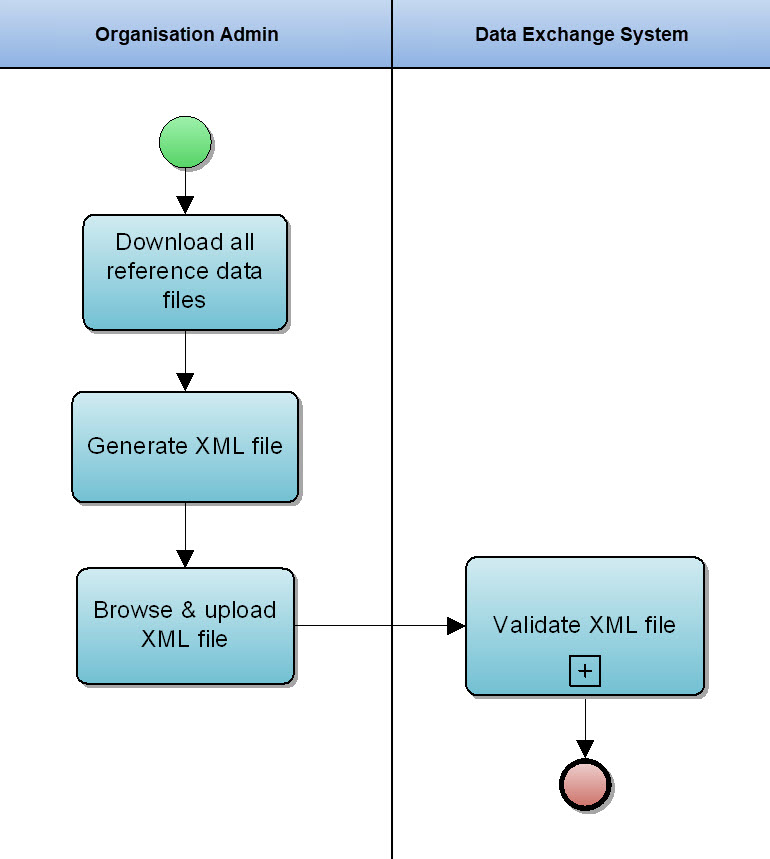 Organisation Admin
Data Exchange System
Download all
reference data
files
Generate XML file
Browse & upload
XML file
Validate XML file
+